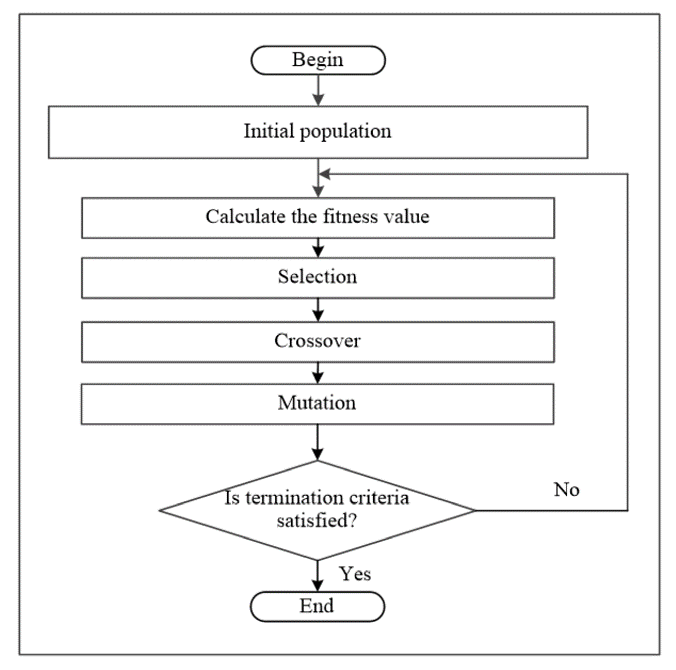 Begin
Initial population
Calculate the fitness value
Selection
Crossover
Mutation
Is termination criteria
satisfied?
No
Yes
End